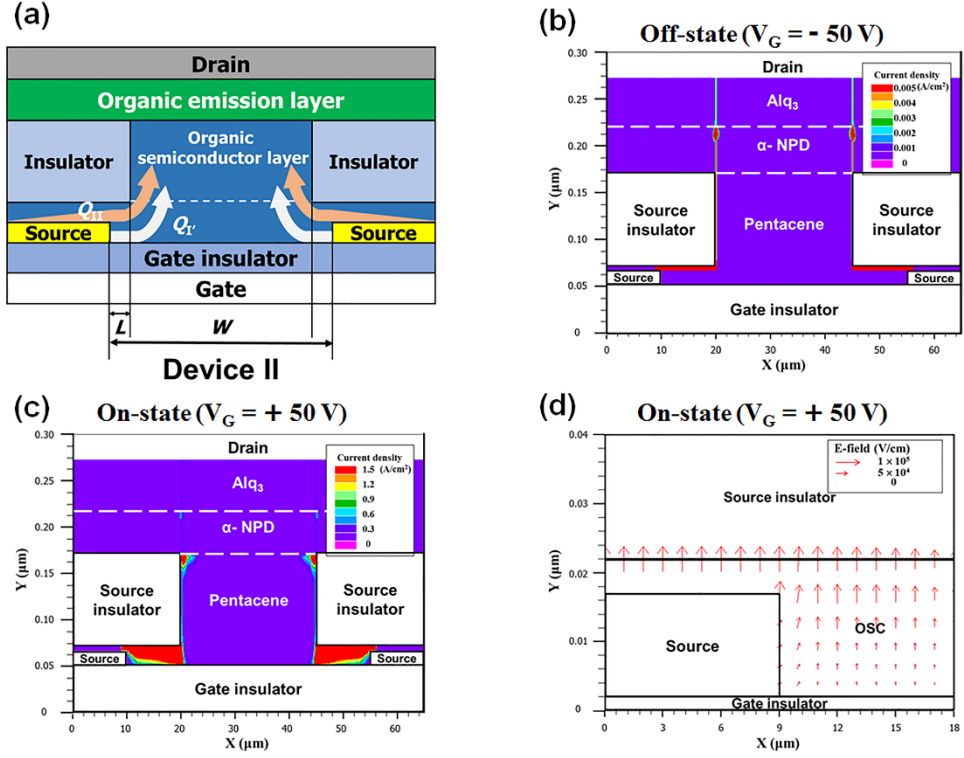 (a)
Drain
Organic emission layer
Insulator
Organic
semiconductor layer
Insulator
Q_II
Q_I'
Source
Source
Gate insulator
Gate
L
W
Device II
(b)
Off-state (V_G = - 50 V)
0.30
0.25
0.20
0.15
0.10
0.05
0
Y (μm)
Drain
Current density
0.005 (A/cm²)
0.004
0.003
0.002
0.001
0
Alq₃
α- NPD
Source
insulator
Pentacene
Source
insulator
Source
Source
Gate insulator
0
10
20
30
40
50
60
X (μm)
(c)
On-state (V_G = + 50 V)
0.30
0.25
0.20
0.15
0.10
0.05
0
Y (μm)
Drain
Current density
1.5 (A/cm²)
1.2
0.9
0.6
0.3
0
Alq₃
α- NPD
Source
insulator
Pentacene
Source
insulator
Source
Source
Gate insulator
0
10
20
30
40
50
60
X (μm)
(d)
On-state (V_G = + 50 V)
0.04
0.03
0.02
0.01
0
Y (μm)
E-field (V/cm)
1×10⁵
5×10⁴
0
Source insulator
Source
OSC
Gate insulator
0
3
6
9
12
15
18
X (μm)